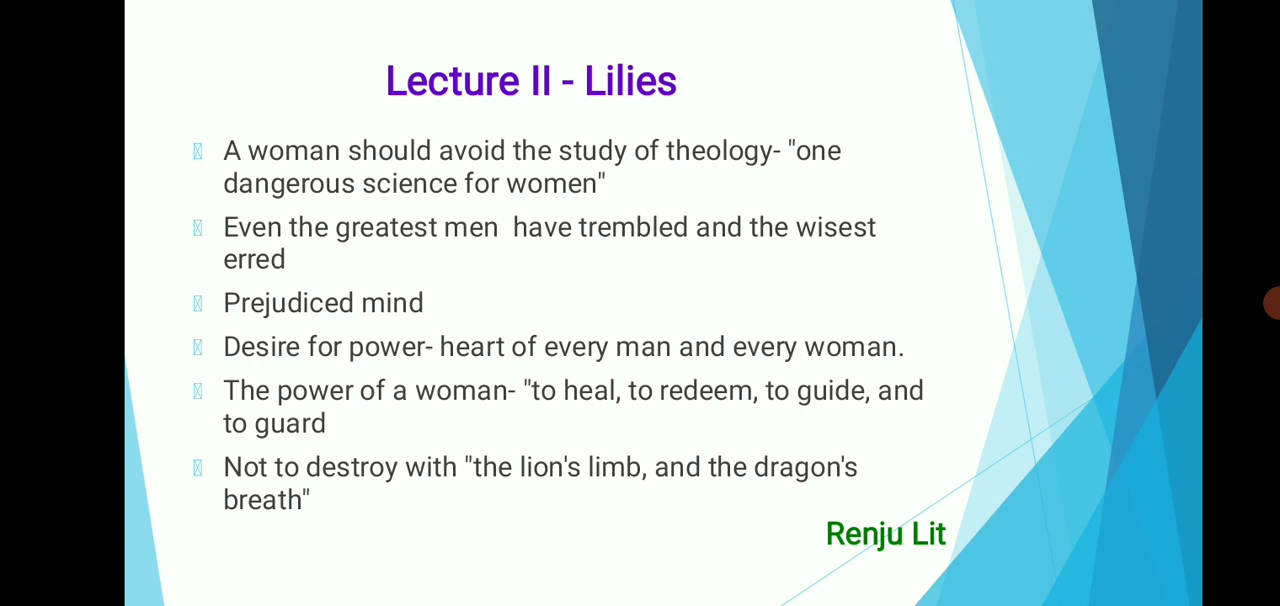 Lecture II - Lilies
A woman should avoid the study of theology- "one
dangerous science for women"
Even the greatest men  have trembled and the wisest
erred
Prejudiced mind
Desire for power- heart of every man and every woman.
The power of a woman- "to heal, to redeem, to guide, and
to guard
Not to destroy with "the lion's limb, and the dragon's
breath"
Renju Lit